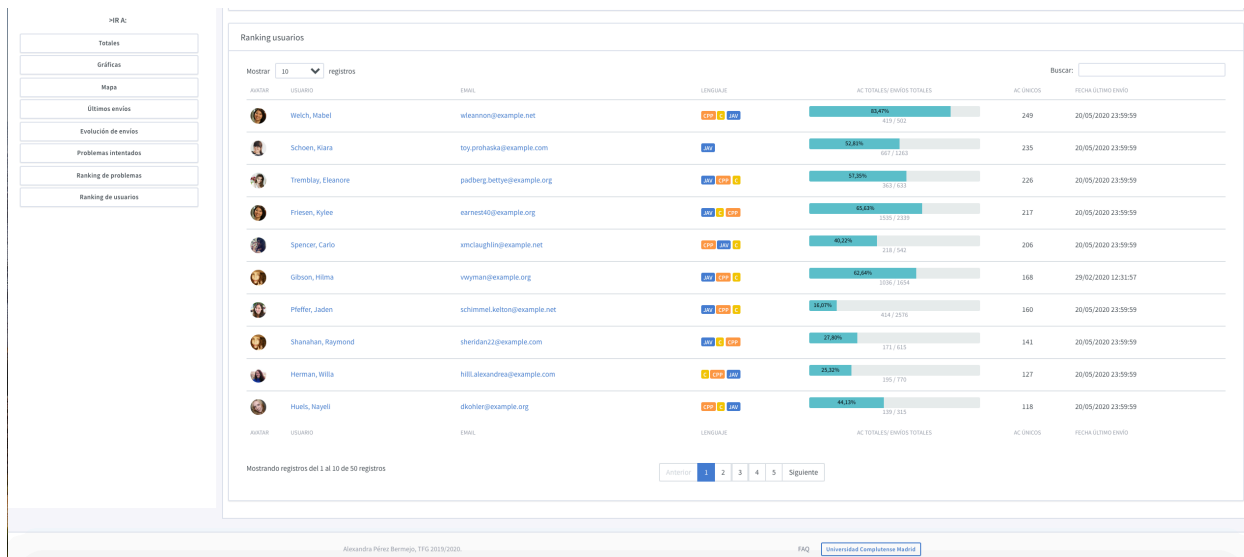 >IR A:
Totales
Gráficas
Mapa
Últimos envíos
Evolución de envíos
Problemas intentados
Ranking de problemas
Ranking de usuarios
Ranking usuarios
Mostrar 10 registros
Buscar:
AVATAR USUARIO EMAIL LENGUAJE AC TOTALES/ ENVÍOS TOTALES AC ÚNICOS FECHA ÚLTIMO ENVÍO
Welch, Mabel wleannon@example.net CPP C JAV 83,47% 419 / 502 249 20/05/2020 23:59:59
Schoen, Kiara toy.prohaska@example.com JAV 52,81% 667 / 1263 235 20/05/2020 23:59:59
Tremblay, Eleanore padberg.bettye@example.org JAV CPP C 57,35% 363 / 633 226 20/05/2020 23:59:59
Friesen, Kylee earnest40@example.org JAV C CPP 65,63% 1535 / 2339 217 20/05/2020 23:59:59
Spencer, Carlo xmclaughlin@example.net CPP JAV C 40,22% 218 / 542 206 20/05/2020 23:59:59
Gibson, Hilma vwyman@example.org JAV CPP C 62,64% 1036 / 1654 168 29/02/2020 12:31:57
Pfeffer, Jaden schimmel.kelton@example.net JAV CPP C 16,07% 414 / 2576 160 20/05/2020 23:59:59
Shanahan, Raymond sheridan22@example.com JAV C CPP 27,80% 171 / 615 141 20/05/2020 23:59:59
Herman, Willa hilll.alexandrea@example.com C CPP JAV 25,32% 195 / 770 127 20/05/2020 23:59:59
Huels, Nayeli dkohler@example.org CPP C JAV 44,13% 139 / 315 118 20/05/2020 23:59:59
AVATAR USUARIO EMAIL LENGUAJE AC TOTALES/ ENVÍOS TOTALES AC ÚNICOS FECHA ÚLTIMO ENVÍO
Mostrando registros del 1 al 10 de 50 registros
Anterior 1 2 3 4 5 Siguiente
Alexandra Pérez Bermejo, TFG 2019/2020.
FAQ Universidad Complutense Madrid